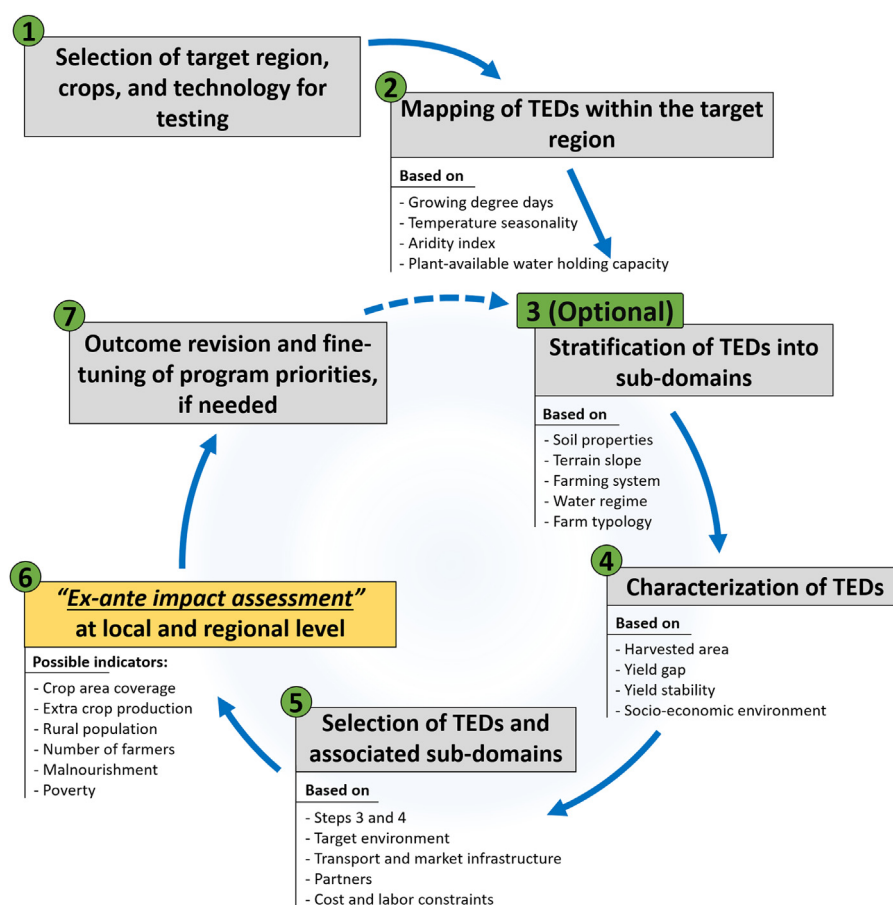 1
Selection of target region,
crops, and technology for
testing
2
Mapping of TEDs within the target
region
Based on
- Growing degree days
- Temperature seasonality
- Aridity index
- Plant-available water holding capacity
3 (Optional)
Stratification of TEDs into
sub-domains
Based on
- Soil properties
- Terrain slope
- Farming system
- Water regime
- Farm typology
4
Characterization of TEDs
Based on
- Harvested area
- Yield gap
- Yield stability
- Socio-economic environment
5
Selection of TEDs and
associated sub-domains
Based on
- Steps 3 and 4
- Target environment
- Transport and market infrastructure
- Partners
- Cost and labor constraints
6
“Ex-ante impact assessment”
at local and regional level
Possible indicators:
- Crop area coverage
- Extra crop production
- Rural population
- Number of farmers
- Malnourishment
- Poverty
7
Outcome revision and fine-
tuning of program priorities,
if needed